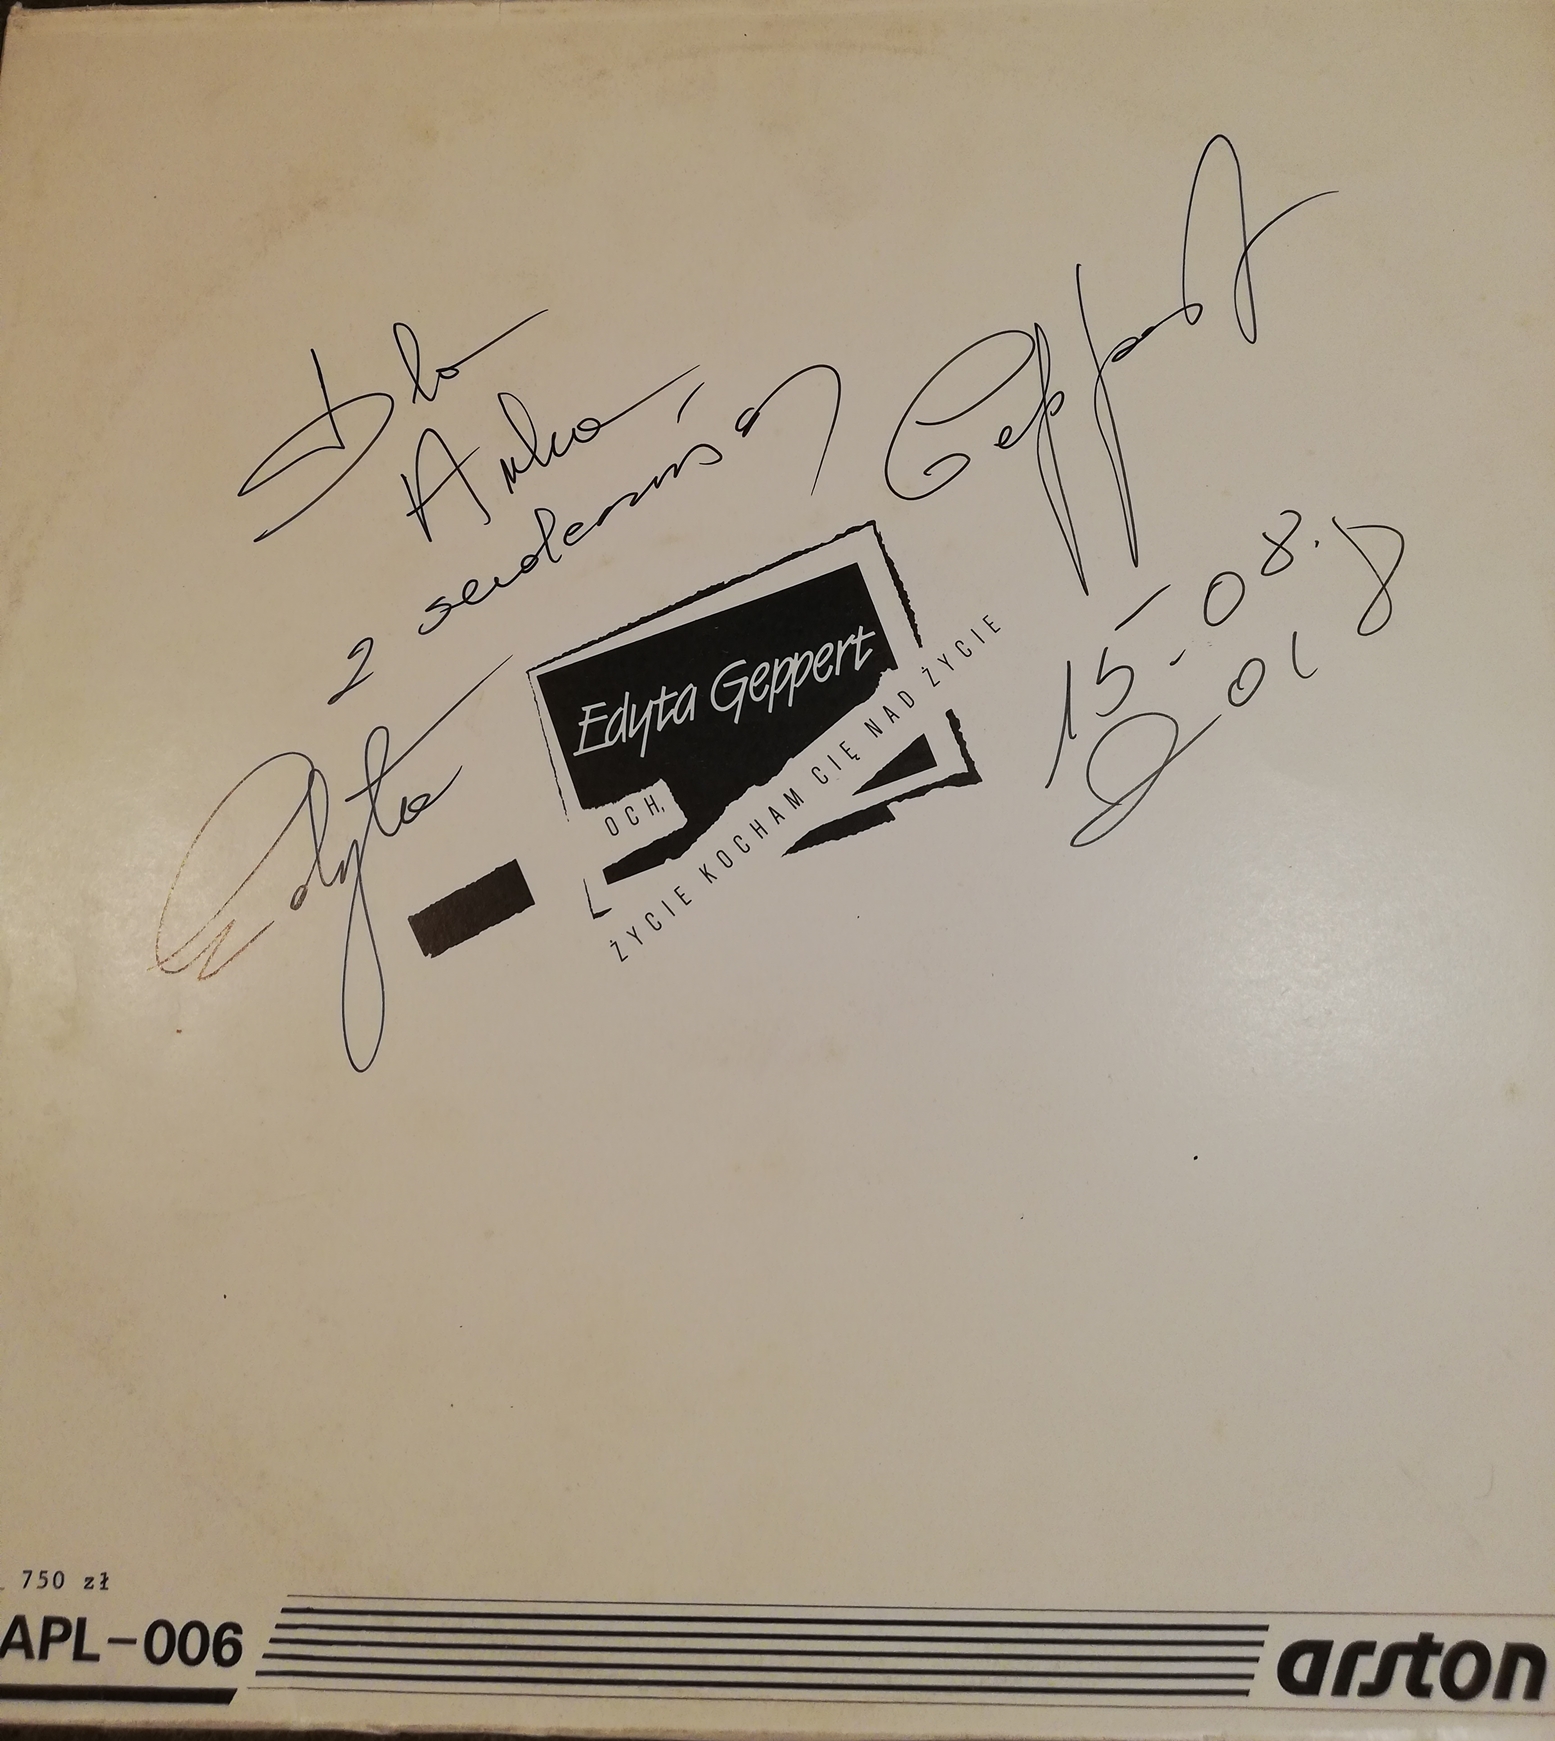 Dla
Anka
z serdecznością
Edyta Geppert
15-08.
2018
Edyta Geppert
OCH,
ŻYCIE KOCHAM CIĘ NAD ŻYCIE
750 zł
APL-006
arston